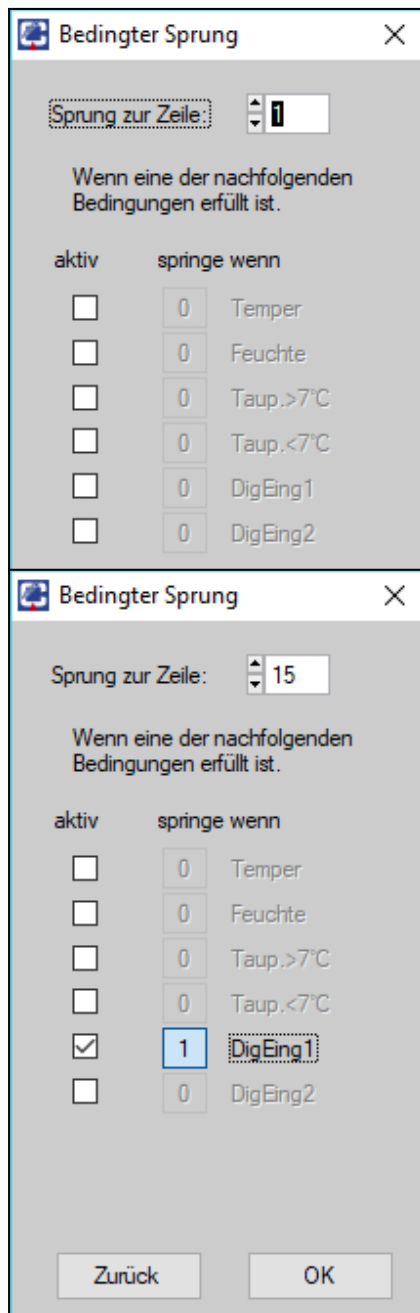 Bedingter Sprung
Sprung zur Zeile: 1
Wenn eine der nachfolgenden
Bedingungen erfüllt ist.
aktiv springe wenn
0 Temper
0 Feuchte
0 Taup.>7°C
0 Taup.<7°C
0 DigEing1
0 DigEing2
Bedingter Sprung
Sprung zur Zeile: 15
Wenn eine der nachfolgenden
Bedingungen erfüllt ist.
aktiv springe wenn
0 Temper
0 Feuchte
0 Taup.>7°C
0 Taup.<7°C
1 DigEing1
0 DigEing2
Zurück OK